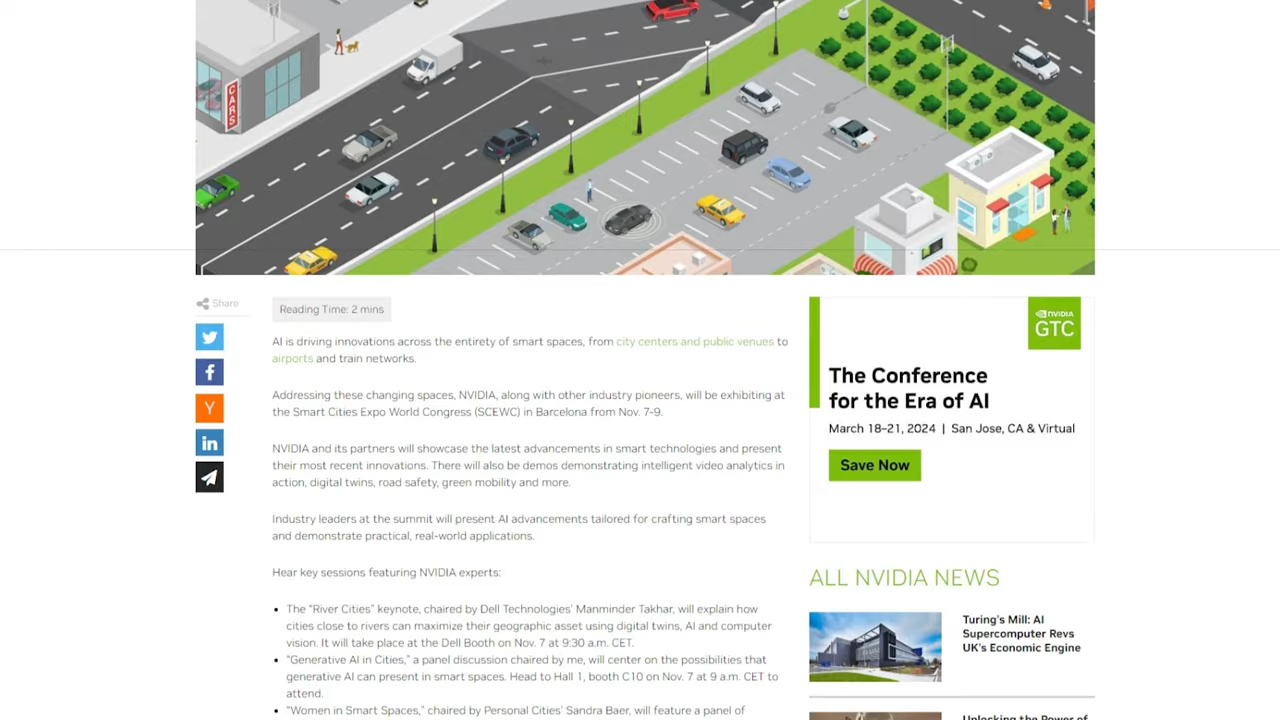 CARS
Share
Reading Time: 2 mins
AI is driving innovations across the entirety of smart spaces, from city centers and public venues to
airports and train networks.
Addressing these changing spaces, NVIDIA, along with other industry pioneers, will be exhibiting at
the Smart Cities Expo World Congress (SCEWC) in Barcelona from Nov. 7-9.
NVIDIA and its partners will showcase the latest advancements in smart technologies and present
their most recent innovations. There will also be demos demonstrating intelligent video analytics in
action, digital twins, road safety, green mobility and more.
Industry leaders at the summit will present AI advancements tailored for crafting smart spaces
and demonstrate practical, real-world applications.
Hear key sessions featuring NVIDIA experts:
• The “River Cities” keynote, chaired by Dell Technologies’ Manminder Takhar, will explain how
cities close to rivers can maximize their geographic asset using digital twins, AI and computer
vision. It will take place at the Dell Booth on Nov. 7 at 9:30 a.m. CET.
• “Generative AI in Cities,” a panel discussion chaired by me, will center on the possibilities that
generative AI can present in smart spaces. Head to Hall 1, booth C10 on Nov. 7 at 9 a.m. CET to
attend.
• “Women in Smart Spaces,” chaired by Personal Cities’ Sandra Baer, will feature a panel of
NVIDIA
GTC
The Conference
for the Era of AI
March 18–21, 2024 | San Jose, CA & Virtual
Save Now
ALL NVIDIA NEWS
Turing’s Mill: AI
Supercomputer Revs
UK’s Economic Engine
Unlocking the Power of